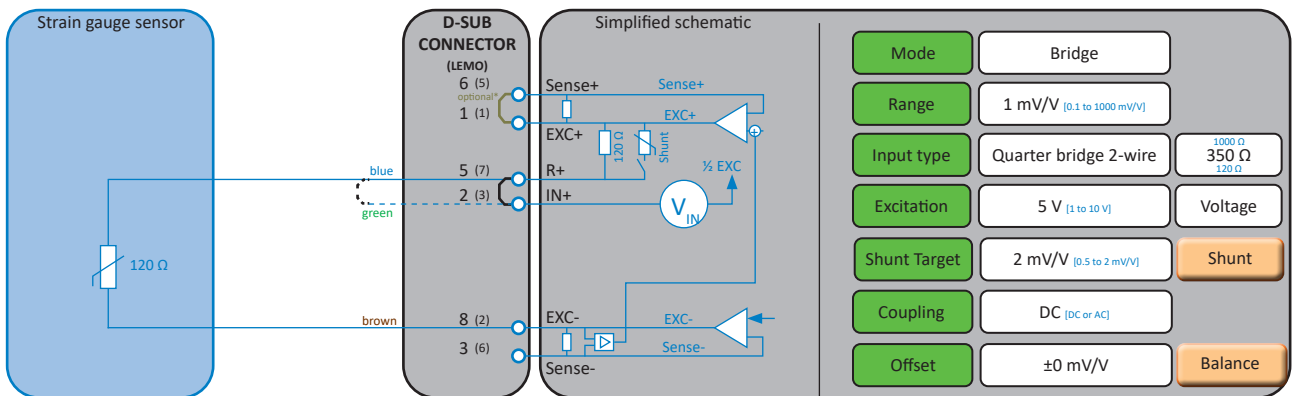 Strain gauge sensor
D-SUB
CONNECTOR
(LEMO)
Simplified schematic
6 (5)
optional*
1 (1)
Sense+
Sense+
EXC+
EXC+
120 Ω
Shunt
½ EXC
blue
5 (7)
R+
2 (3)
IN+
green
VIN
120 Ω
brown
8 (2)
EXC-
EXC-
3 (6)
Sense-
Sense-
Mode
Bridge
Range
1 mV/V [0.1 to 1000 mV/V]
Input type
Quarter bridge 2-wire
1000 Ω
350 Ω
120 Ω
Excitation
5 V [1 to 10 V]
Voltage
Shunt Target
2 mV/V [0.5 to 2 mV/V]
Shunt
Coupling
DC [DC or AC]
Offset
±0 mV/V
Balance